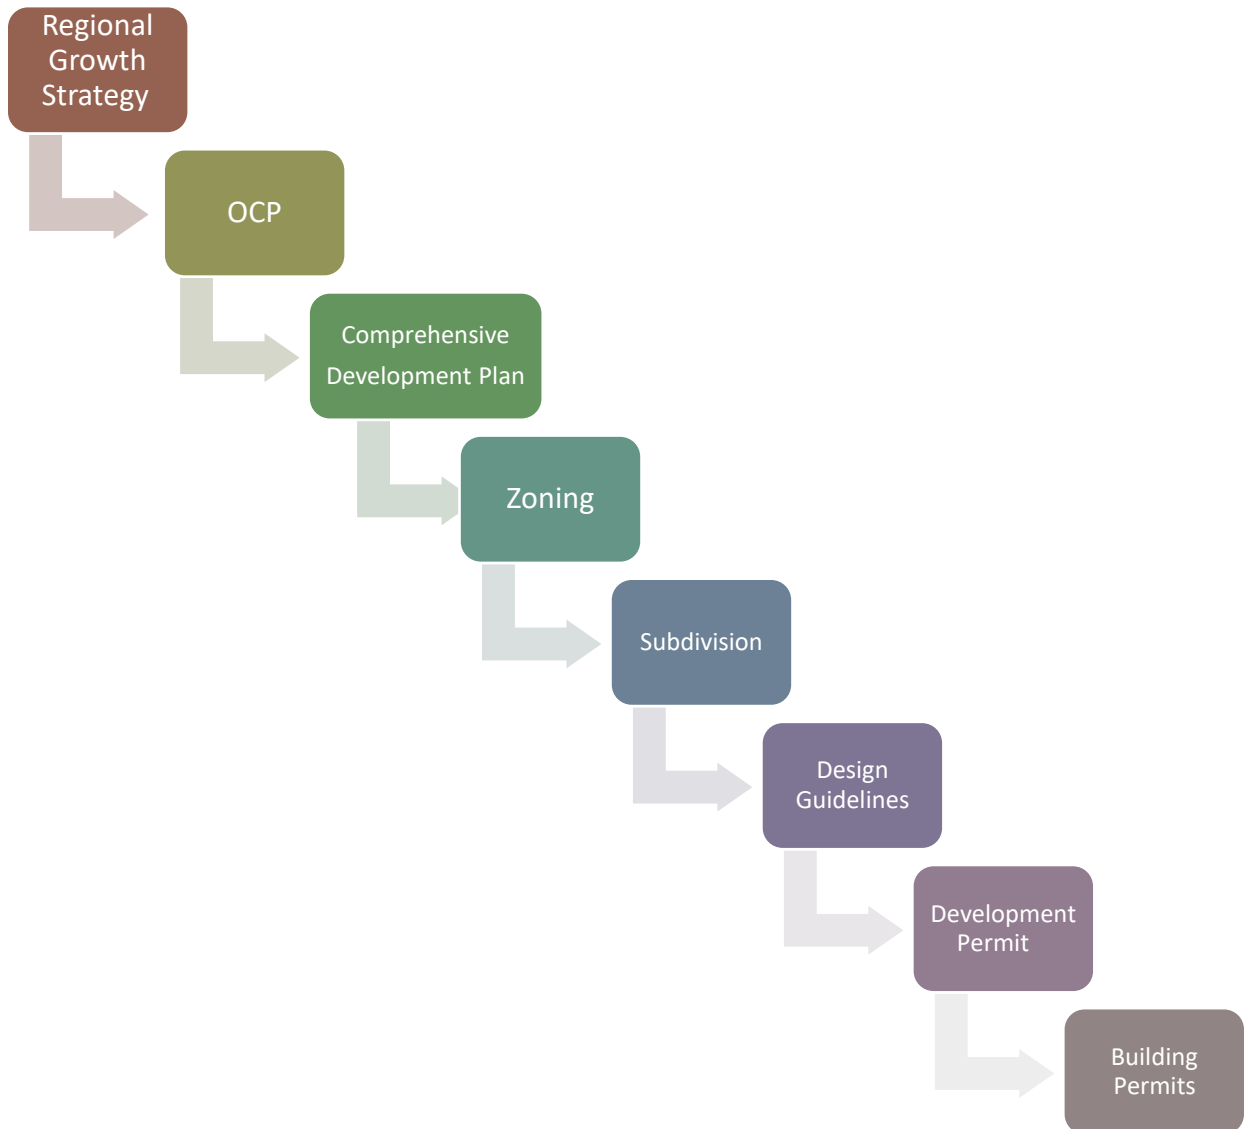 Regional
Growth
Strategy
OCP
Comprehensive
Development Plan
Zoning
Subdivision
Design
Guidelines
Development
Permit
Building
Permits